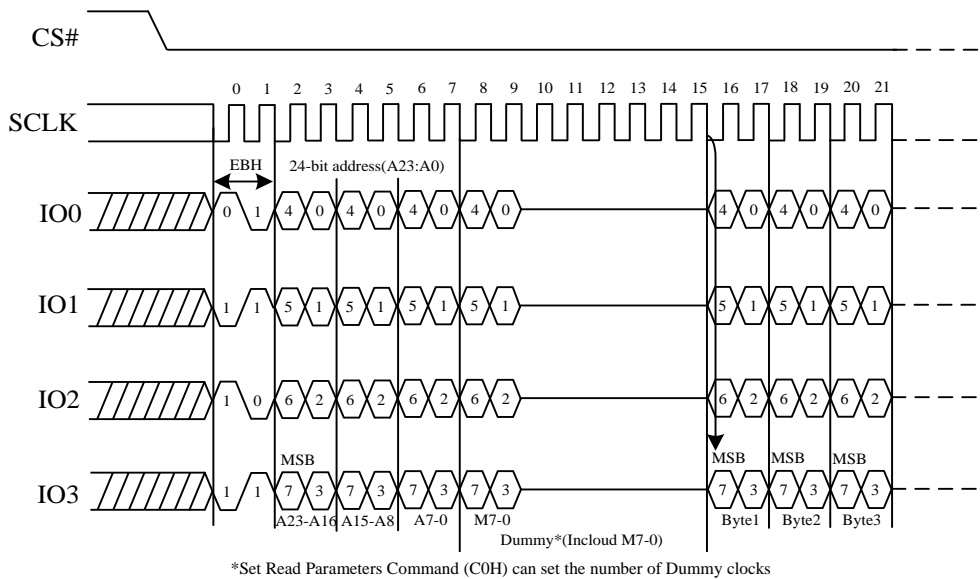 CS#
0 1 2 3 4 5 6 7 8 9 10 11 12 13 14 15 16 17 18 19 20 21
SCLK
EBH 24-bit address(A23:A0)
IO0 0 1 4 0 4 0 4 0 4 0 4 0 4 0 4 0
IO1 1 1 5 1 5 1 5 1 5 1 5 1 5 1 5 1
IO2 1 0 6 2 6 2 6 2 6 2 6 2 6 2 6 2
MSB MSB MSB MSB
IO3 1 1 7 3 7 3 7 3 7 3 7 3 7 3 7 3
A23-A16 A15-A8 A7-0 M7-0 Byte1 Byte2 Byte3
Dummy*(Incloud M7-0)
*Set Read Parameters Command (C0H) can set the number of Dummy clocks